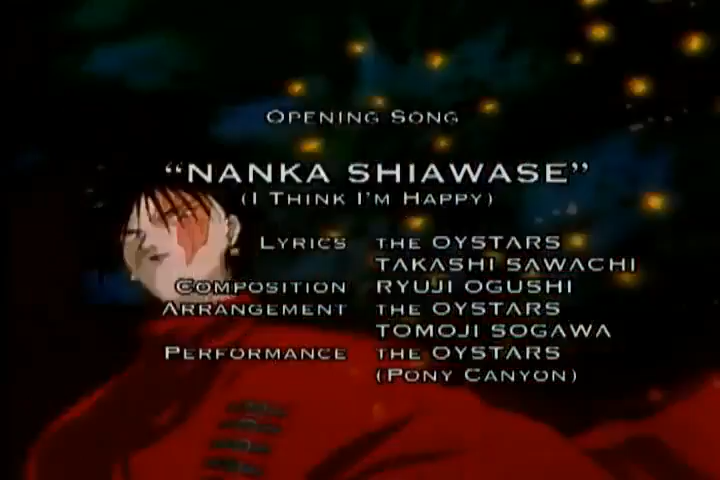 OPENING SONG
"NANKA SHIAWASE"
(I THINK I'M HAPPY)
LYRICS THE OYSTARS
TAKASHI SAWACHI
COMPOSITION RYUJI OGUSHI
ARRANGEMENT THE OYSTARS
TOMOJI SOGAWA
PERFORMANCE THE OYSTARS
(PONY CANYON)